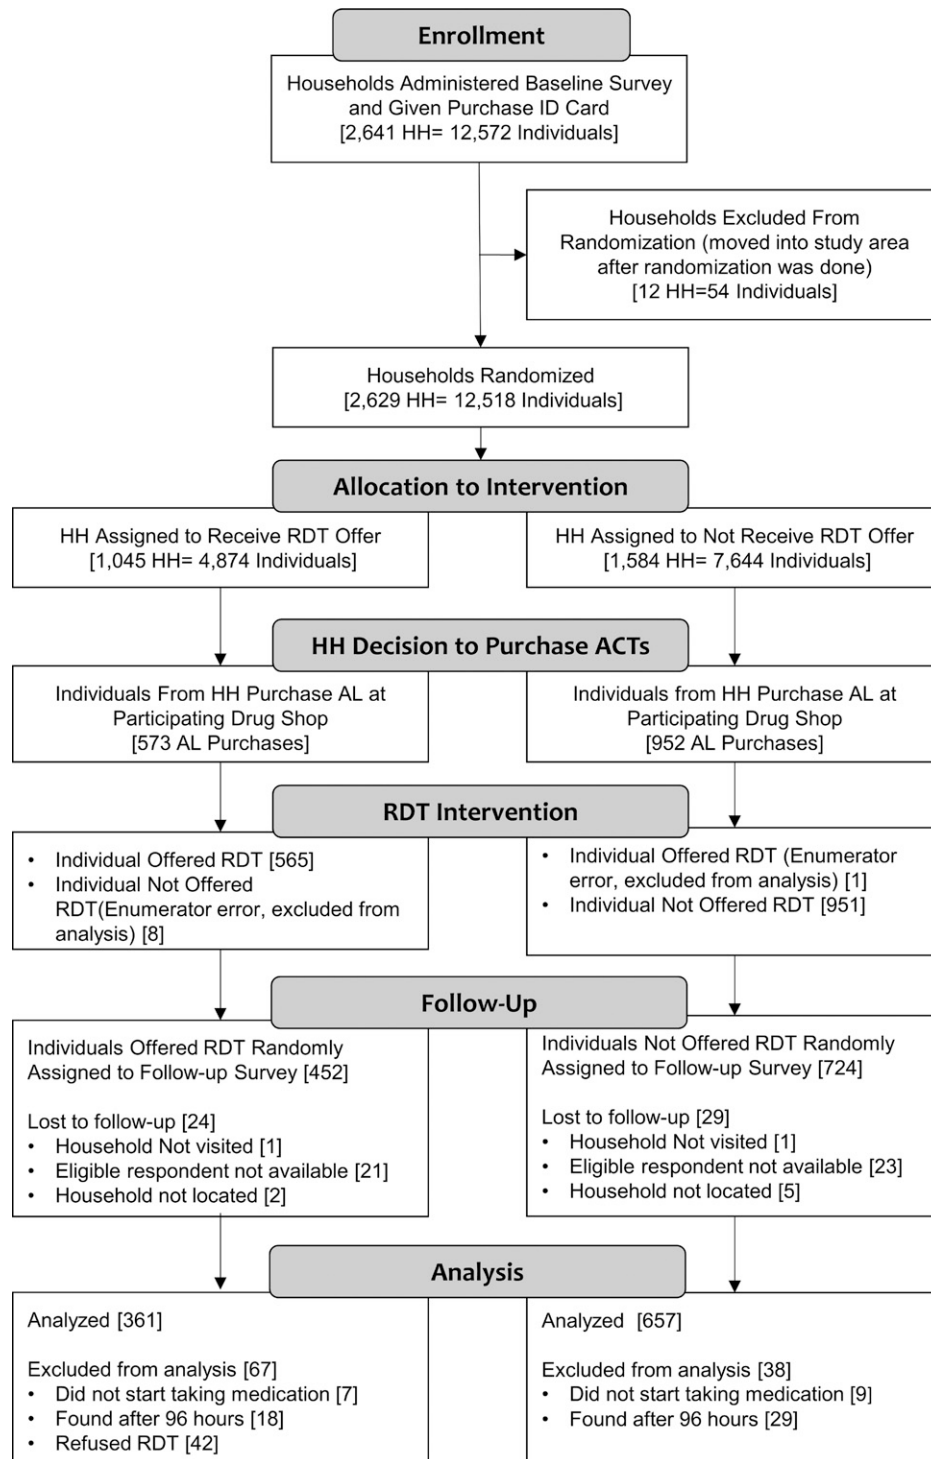 Enrollment
Households Administered Baseline Survey
and Given Purchase ID Card
[2,641 HH= 12,572 Individuals]
Households Excluded From
Randomization (moved into study area
after randomization was done)
[12 HH=54 Individuals]
Households Randomized
[2,629 HH= 12,518 Individuals]
Allocation to Intervention
HH Assigned to Receive RDT Offer
[1,045 HH= 4,874 Individuals]
HH Assigned to Not Receive RDT Offer
[1,584 HH= 7,644 Individuals]
HH Decision to Purchase ACTs
Individuals From HH Purchase AL at
Participating Drug Shop
[573 AL Purchases]
Individuals from HH Purchase AL at
Participating Drug Shop
[952 AL Purchases]
RDT Intervention
• Individual Offered RDT [565]
• Individual Not Offered
RDT(Enumerator error, excluded from
analysis) [8]
• Individual Offered RDT (Enumerator
error, excluded from analysis) [1]
• Individual Not Offered RDT [951]
Follow-Up
Individuals Offered RDT Randomly
Assigned to Follow-up Survey [452]
Lost to follow-up [24]
• Household Not visited [1]
• Eligible respondent not available [21]
• Household not located [2]
Individuals Not Offered RDT Randomly
Assigned to Follow-up Survey [724]
Lost to follow-up [29]
• Household Not visited [1]
• Eligible respondent not available [23]
• Household not located [5]
Analysis
Analyzed [361]
Excluded from analysis [67]
• Did not start taking medication [7]
• Found after 96 hours [18]
• Refused RDT [42]
Analyzed [657]
Excluded from analysis [38]
• Did not start taking medication [9]
• Found after 96 hours [29]